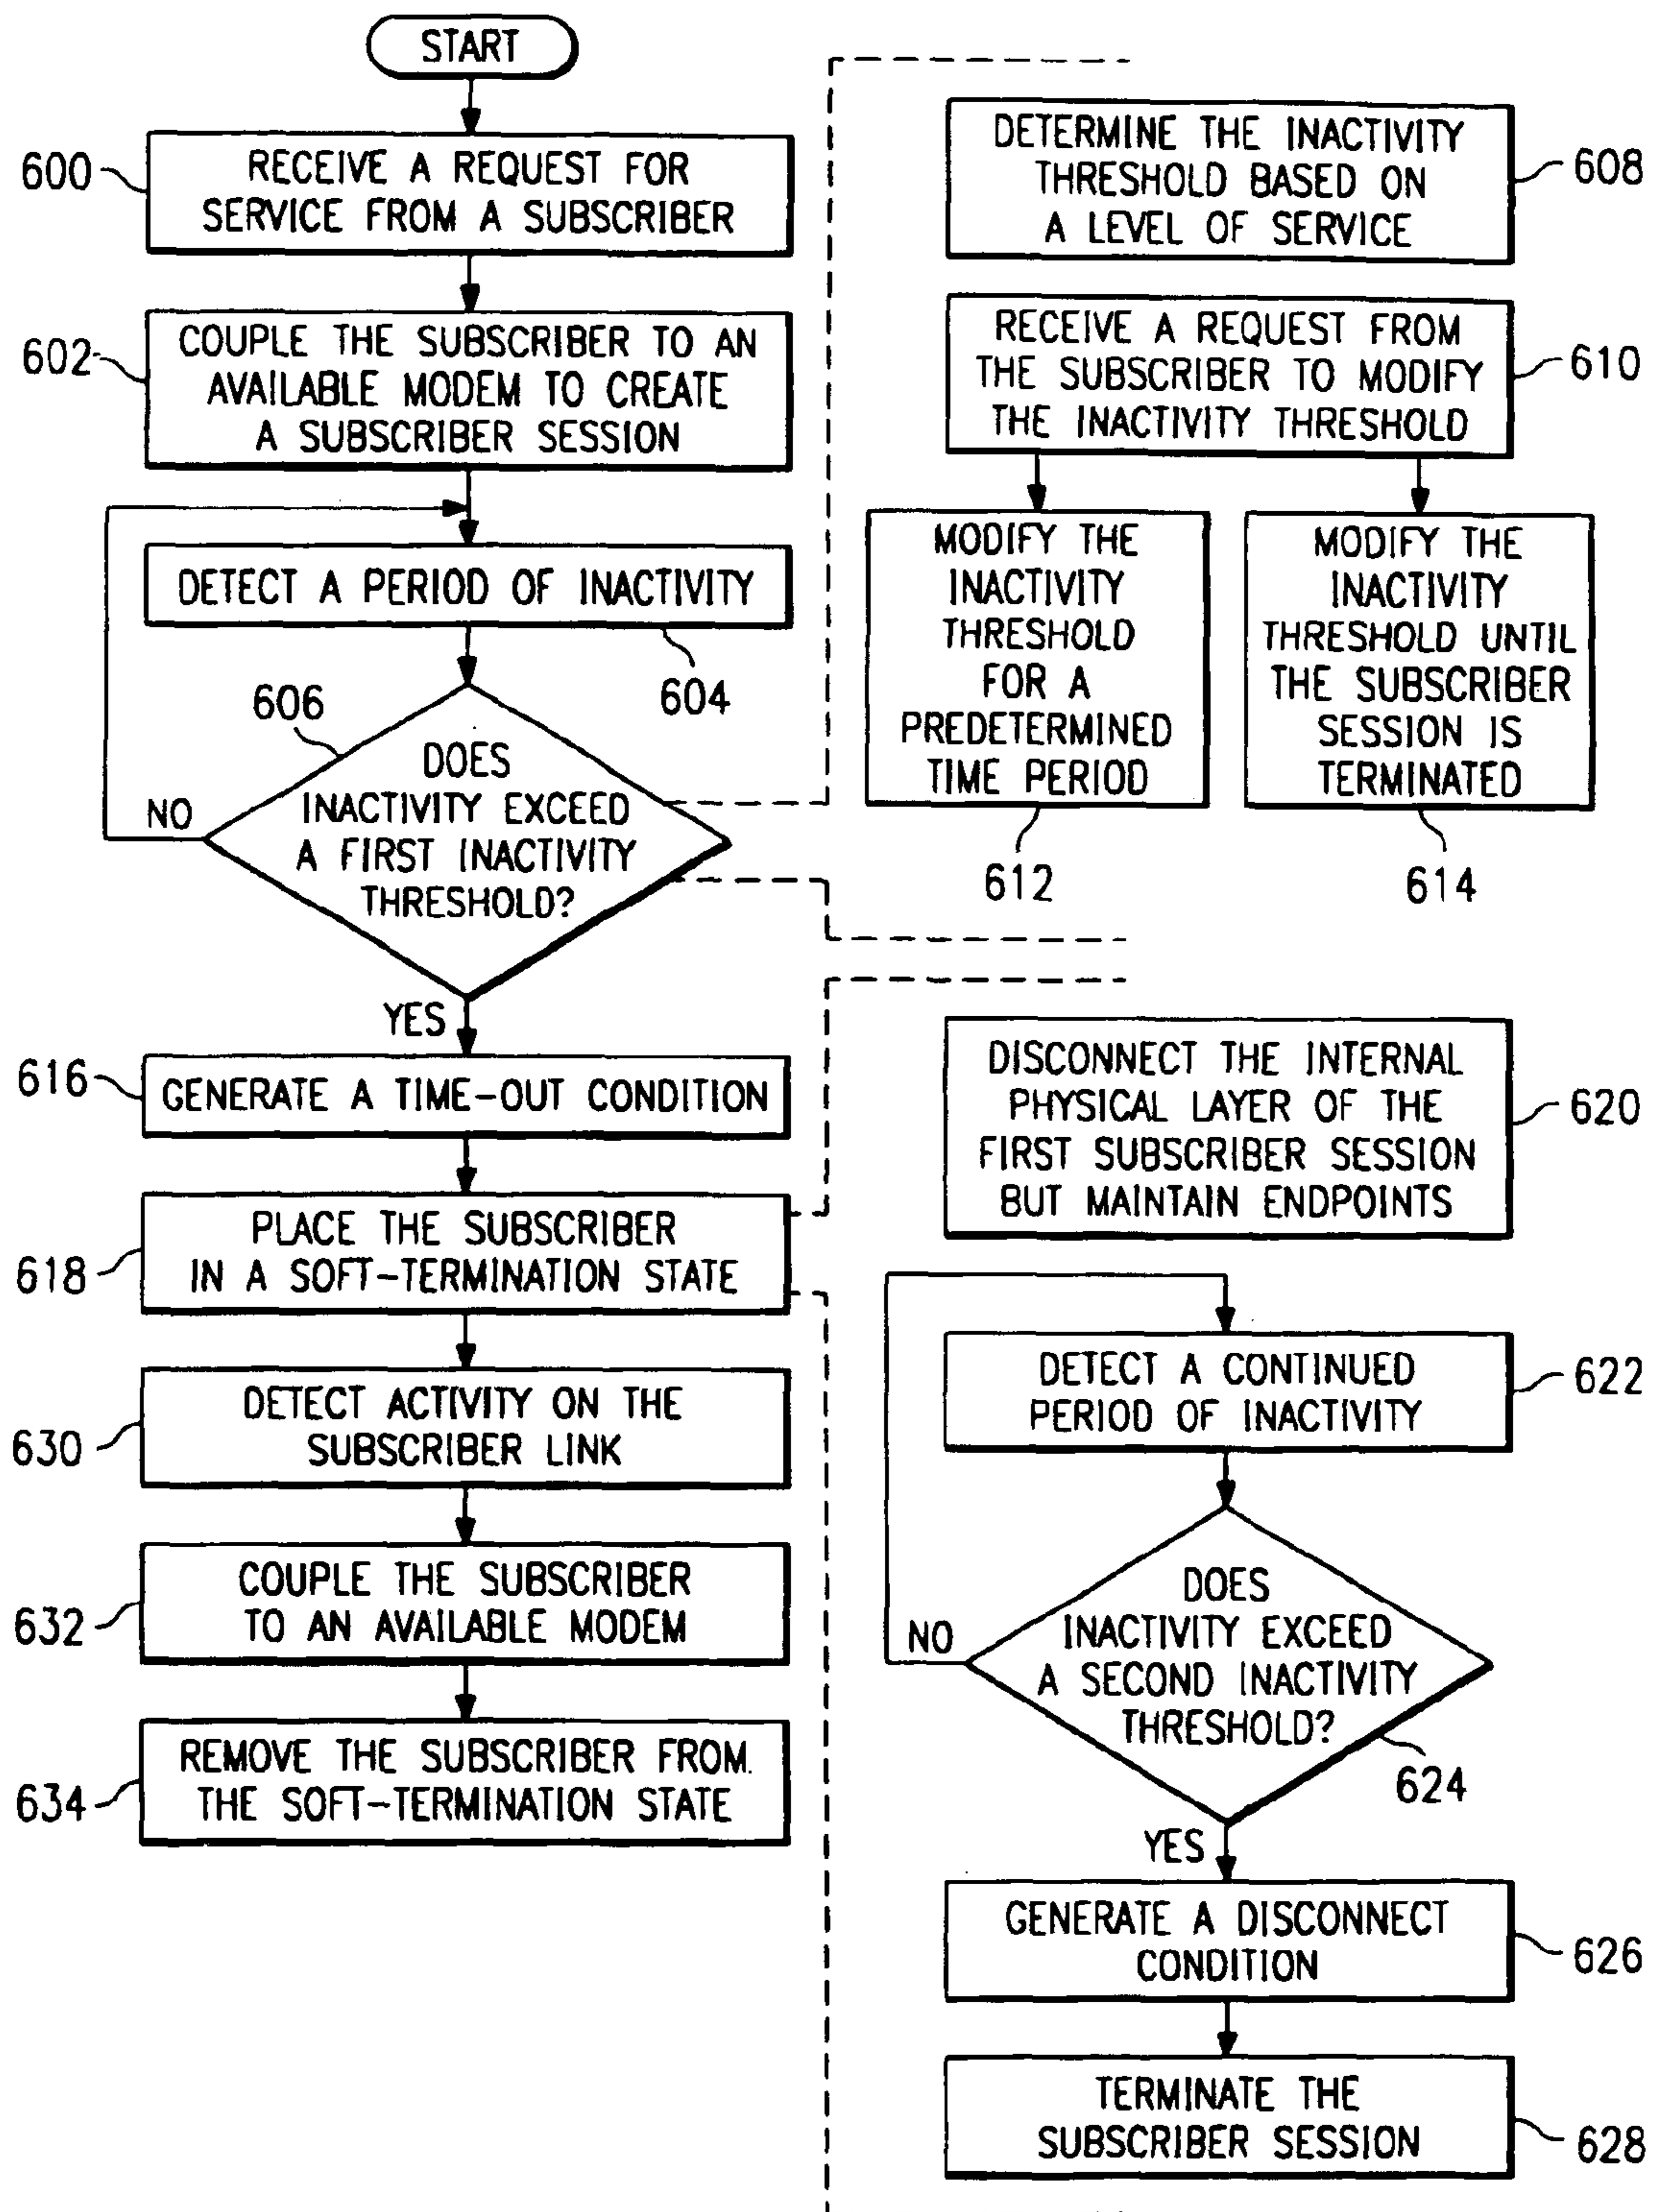 START
600
RECEIVE A REQUEST FOR
SERVICE FROM A SUBSCRIBER
602
COUPLE THE SUBSCRIBER TO AN
AVAILABLE MODEM TO CREATE
A SUBSCRIBER SESSION
DETECT A PERIOD OF INACTIVITY
604
606
DOES
INACTIVITY EXCEED
A FIRST INACTIVITY
THRESHOLD?
NO
YES
DETERMINE THE INACTIVITY
THRESHOLD BASED ON
A LEVEL OF SERVICE
608
RECEIVE A REQUEST FROM
THE SUBSCRIBER TO MODIFY
THE INACTIVITY THRESHOLD
610
MODIFY THE
INACTIVITY
THRESHOLD
FOR A
PREDETERMINED
TIME PERIOD
612
MODIFY THE
INACTIVITY
THRESHOLD UNTIL
THE SUBSCRIBER
SESSION IS
TERMINATED
614
616
GENERATE A TIME-OUT CONDITION
618
PLACE THE SUBSCRIBER
IN A SOFT-TERMINATION STATE
630
DETECT ACTIVITY ON THE
SUBSCRIBER LINK
632
COUPLE THE SUBSCRIBER
TO AN AVAILABLE MODEM
634
REMOVE THE SUBSCRIBER FROM
THE SOFT-TERMINATION STATE
DISCONNECT THE INTERNAL
PHYSICAL LAYER OF THE
FIRST SUBSCRIBER SESSION
BUT MAINTAIN ENDPOINTS
620
DETECT A CONTINUED
PERIOD OF INACTIVITY
622
DOES
INACTIVITY EXCEED
A SECOND INACTIVITY
THRESHOLD?
NO
624
YES
GENERATE A DISCONNECT
CONDITION
626
TERMINATE THE
SUBSCRIBER SESSION
628